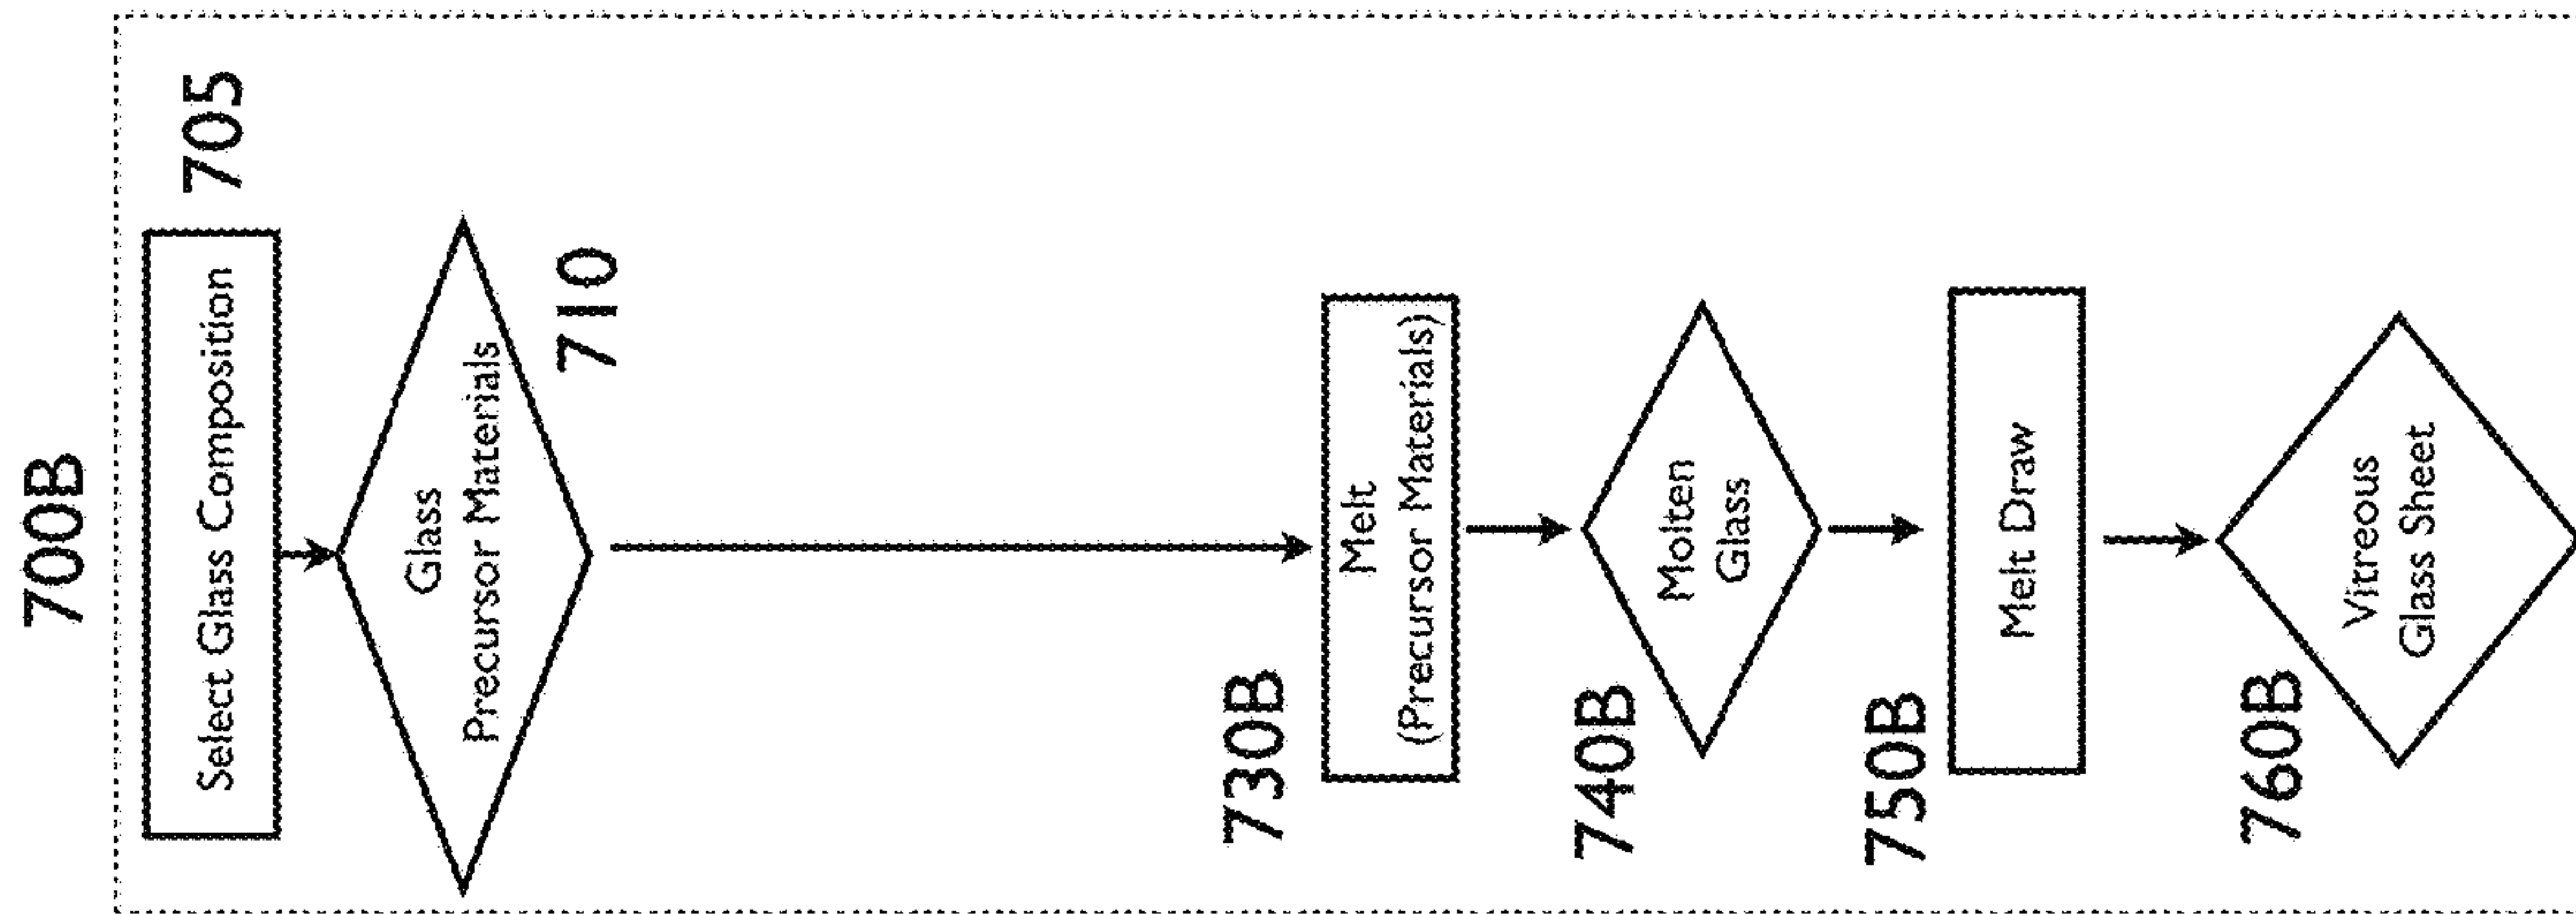 700B
Select Glass Composition
705
Glass
Precursor Materials
710
730B
Melt
(Precursor Materials)
740B
Molten
Glass
750B
Melt Draw
760B
Vitreous
Glass Sheet